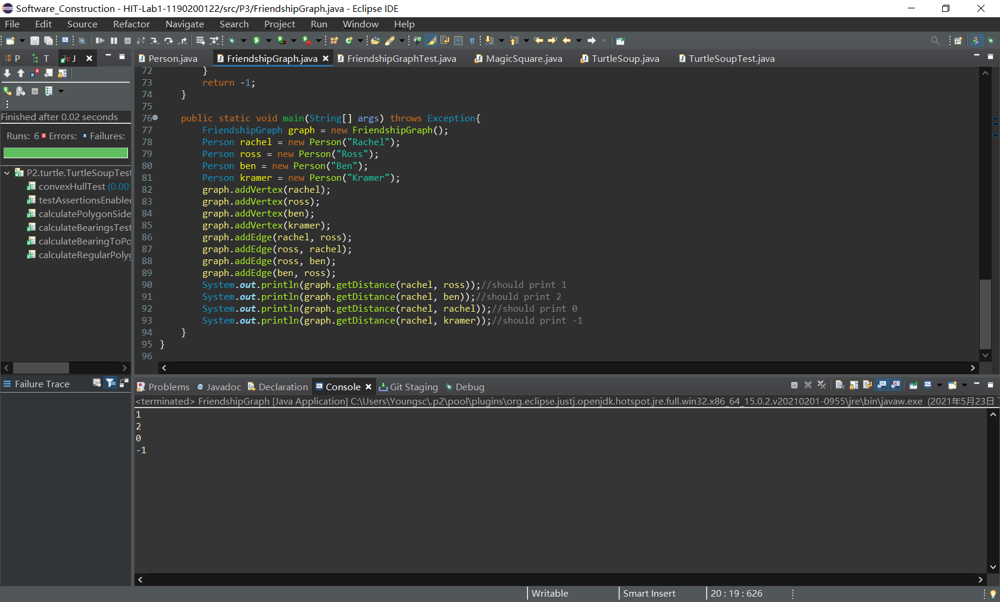 Software_Construction - HIT-Lab1-1190200122/src/P3/FriendshipGraph.java - Eclipse IDE
File Edit Source Refactor Navigate Search Project Run Window Help
P T J
Person.java FriendshipGraph.java FriendshipGraphTest.java MagicSquare.java TurtleSoup.java TurtleSoupTest.java
Finished after 0.02 seconds
Runs: 6 Errors: Failures:
P2.turtle.TurtleSoupTest
convexHullTest (0.00
testAssertionsEnabled
calculatePolygonSide
calculateBearingsTest
calculateBearingToPo
calculateRegularPolyg
Failure Trace
72 }
73 return -1;
74 }
75
76 public static void main(String[] args) throws Exception{
77 FriendshipGraph graph = new FriendshipGraph();
78 Person rachel = new Person("Rachel");
79 Person ross = new Person("Ross");
80 Person ben = new Person("Ben");
81 Person kramer = new Person("Kramer");
82 graph.addVertex(rachel);
83 graph.addVertex(ross);
84 graph.addVertex(ben);
85 graph.addVertex(kramer);
86 graph.addEdge(rachel, ross);
87 graph.addEdge(ross, rachel);
88 graph.addEdge(ross, ben);
89 graph.addEdge(ben, ross);
90 System.out.println(graph.getDistance(rachel, ross));//should print 1
91 System.out.println(graph.getDistance(rachel, ben));//should print 2
92 System.out.println(graph.getDistance(rachel, rachel));//should print 0
93 System.out.println(graph.getDistance(rachel, kramer));//should print -1
94 }
95 }
96
Problems Javadoc Declaration Console Git Staging Debug
<terminated> FriendshipGraph [Java Application] C:\Users\Youngsc\.p2\pool\plugins\org.eclipse.justj.openjdk.hotspot.jre.full.win32.x86_64_15.0.2.v20210201-0955\jre\bin\javaw.exe (2021年5月23日
1
2
0
-1
Writable Smart Insert 20 : 19 : 626